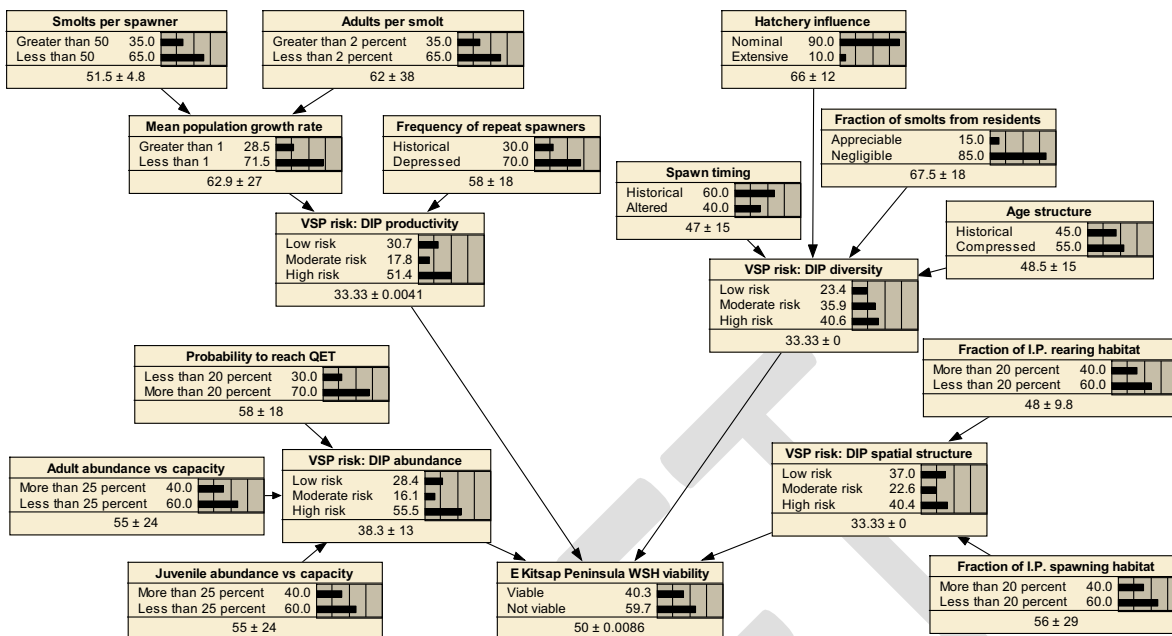 Smolts per spawner
Greater than 50 35.0
Less than 50 65.0
51.5 ± 4.8
Adults per smolt
Greater than 2 percent 35.0
Less than 2 percent 65.0
62 ± 38
Hatchery influence
Nominal 90.0
Extensive 10.0
66 ± 12
Mean population growth rate
Greater than 1 28.5
Less than 1 71.5
62.9 ± 27
Frequency of repeat spawners
Historical 30.0
Depressed 70.0
58 ± 18
Fraction of smolts from residents
Appreciable 15.0
Negligible 85.0
67.5 ± 18
Spawn timing
Historical 60.0
Altered 40.0
47 ± 15
Age structure
Historical 45.0
Compressed 55.0
48.5 ± 15
VSP risk: DIP productivity
Low risk 30.7
Moderate risk 17.8
High risk 51.4
33.33 ± 0.0041
VSP risk: DIP diversity
Low risk 23.4
Moderate risk 35.9
High risk 40.6
33.33 ± 0
Probability to reach QET
Less than 20 percent 30.0
More than 20 percent 70.0
58 ± 18
Fraction of I.P. rearing habitat
More than 20 percent 40.0
Less than 20 percent 60.0
48 ± 9.8
Adult abundance vs capacity
More than 25 percent 40.0
Less than 25 percent 60.0
55 ± 24
VSP risk: DIP abundance
Low risk 28.4
Moderate risk 16.1
High risk 55.5
38.3 ± 13
VSP risk: DIP spatial structure
Low risk 37.0
Moderate risk 22.6
High risk 40.4
33.33 ± 0
Juvenile abundance vs capacity
More than 25 percent 40.0
Less than 25 percent 60.0
55 ± 24
E Kitsap Peninsula WSH viability
Viable 40.3
Not viable 59.7
50 ± 0.0086
Fraction of I.P. spawning habitat
More than 20 percent 40.0
Less than 20 percent 60.0
56 ± 29